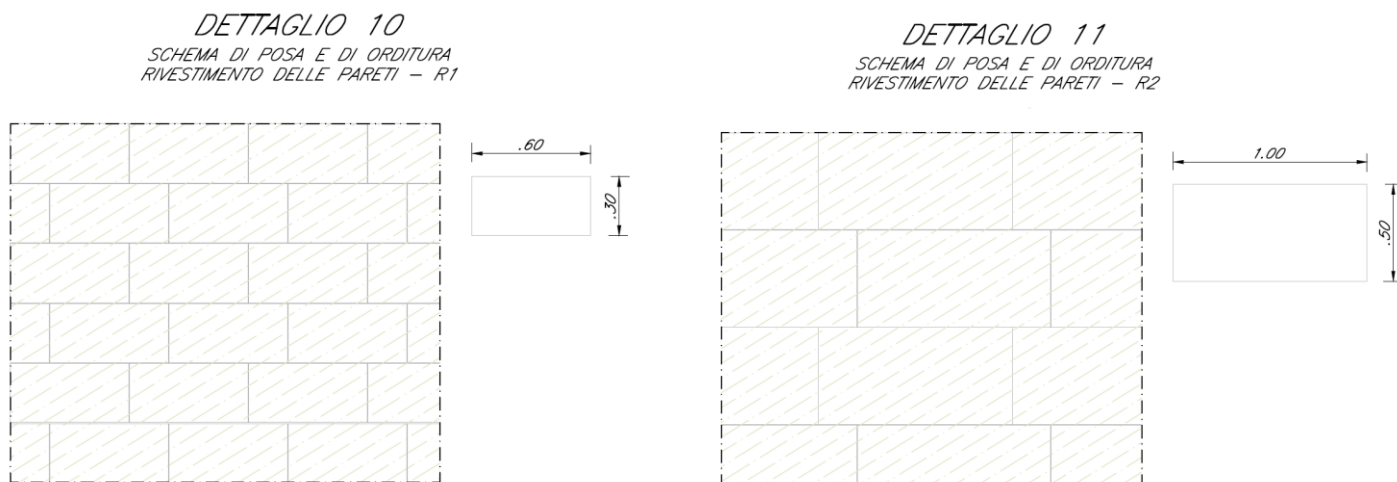 DETTAGLIO 10
SCHEMA DI POSA E DI ORDITURA
RIVESTIMENTO DELLE PARETI – R1
.60
.30
DETTAGLIO 11
SCHEMA DI POSA E DI ORDITURA
RIVESTIMENTO DELLE PARETI – R2
1.00
.50